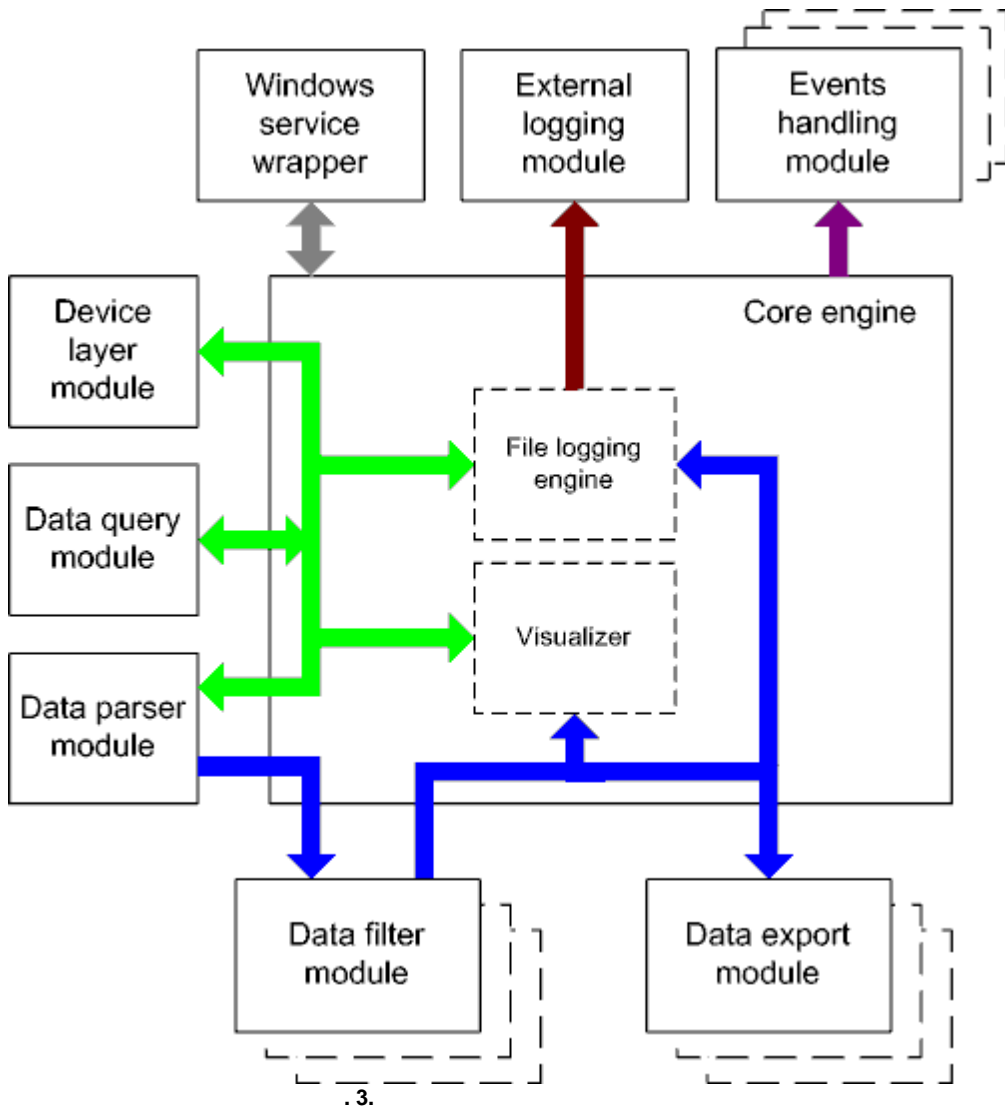 Windows
service
wrapper
External
logging
module
Events
handling
module
Core engine
Device
layer
module
File logging
engine
Data query
module
Visualizer
Data parser
module
Data filter
module
Data export
module
. 3.